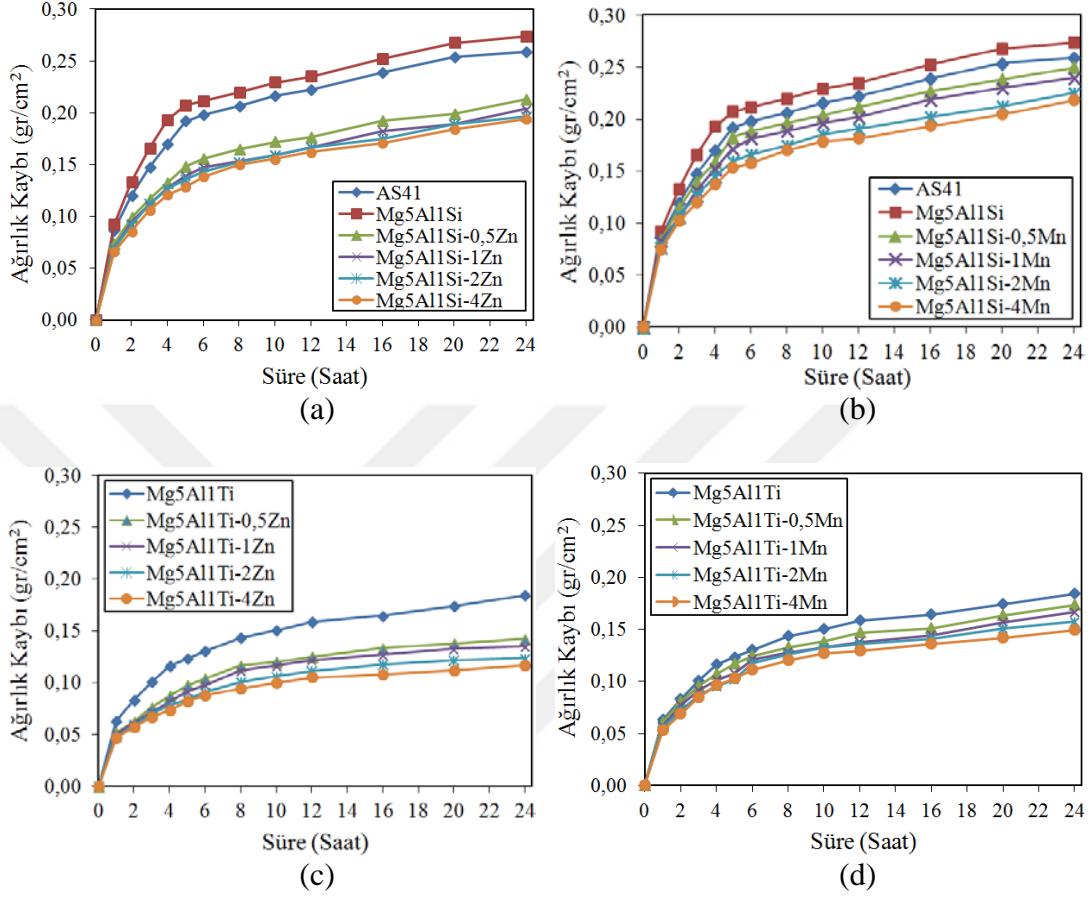 0,30
0,25
0,20
0,15
0,10
0,05
0,00
Ağırlık Kaybı (gr/cm²)
AS41
Mg5Al1Si
Mg5Al1Si-0,5Zn
Mg5Al1Si-1Zn
Mg5Al1Si-2Zn
Mg5Al1Si-4Zn
0 2 4 6 8 10 12 14 16 18 20 22 24
Süre (Saat)
(a)
0,30
0,25
0,20
0,15
0,10
0,05
0,00
Ağırlık Kaybı (gr/cm²)
AS41
Mg5Al1Si
Mg5Al1Si-0,5Mn
Mg5Al1Si-1Mn
Mg5Al1Si-2Mn
Mg5Al1Si-4Mn
0 2 4 6 8 10 12 14 16 18 20 22 24
Süre (Saat)
(b)
0,30
0,25
0,20
0,15
0,10
0,05
0,00
Ağırlık Kaybı (gr/cm²)
Mg5Al1Ti
Mg5Al1Ti-0,5Zn
Mg5Al1Ti-1Zn
Mg5Al1Ti-2Zn
Mg5Al1Ti-4Zn
0 2 4 6 8 10 12 14 16 18 20 22 24
Süre (Saat)
(c)
0,30
0,25
0,20
0,15
0,10
0,05
0,00
Ağırlık Kaybı (gr/cm²)
Mg5Al1Ti
Mg5Al1Ti-0,5Mn
Mg5Al1Ti-1Mn
Mg5Al1Ti-2Mn
Mg5Al1Ti-4Mn
0 2 4 6 8 10 12 14 16 18 20 22 24
Süre (Saat)
(d)